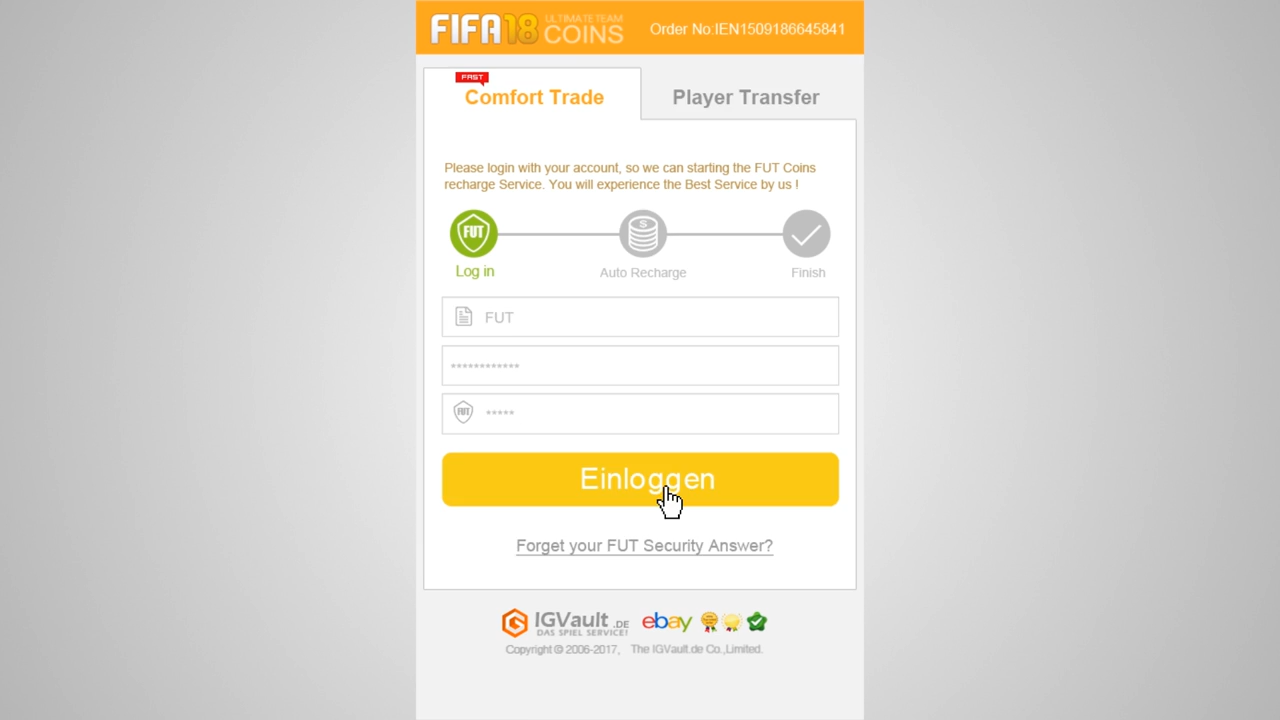 FIFA 18 ULTIMATE TEAM COINS
Order No:IEN1509186645841
FAST
Comfort Trade
Player Transfer
Please login with your account, so we can starting the FUT Coins
recharge Service. You will experience the Best Service by us !
FUT
Log in
Auto Recharge
Finish
FUT
************
FUT *****
Einloggen
Forget your FUT Security Answer?
IGVault .DE
DAS SPIEL SERVICE!
ebay
Copyright © 2006-2017, The IGVault.de Co.,Limited.